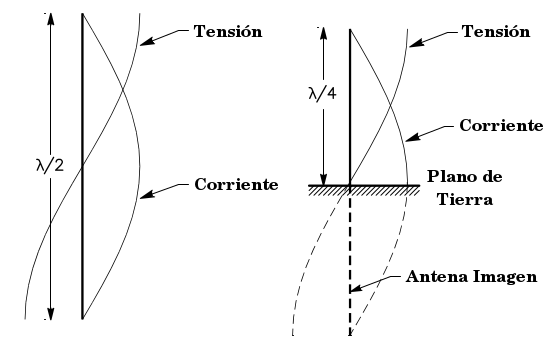 Tensión
λ/2
Corriente
Tensión
λ/4
Corriente
Plano de
Tierra
Antena Imagen